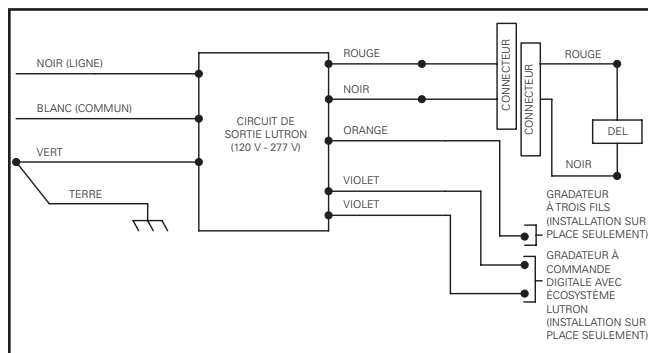 NOIR (LIGNE)
BLANC (COMMUN)
VERT
TERRE
CIRCUIT DE
SORTIE LUTRON
(120 V - 277 V)
ROUGE
NOIR
ORANGE
VIOLET
VIOLET
CONNECTEUR
CONNECTEUR
ROUGE
DEL
NOIR
GRADATEUR
À TROIS FILS
(INSTALLATION SUR
PLACE SEULEMENT)
GRADATEUR À
COMMANDE
DIGITALE AVEC
ÉCOSYSTÈME
LUTRON
(INSTALLATION SUR
PLACE SEULEMENT)